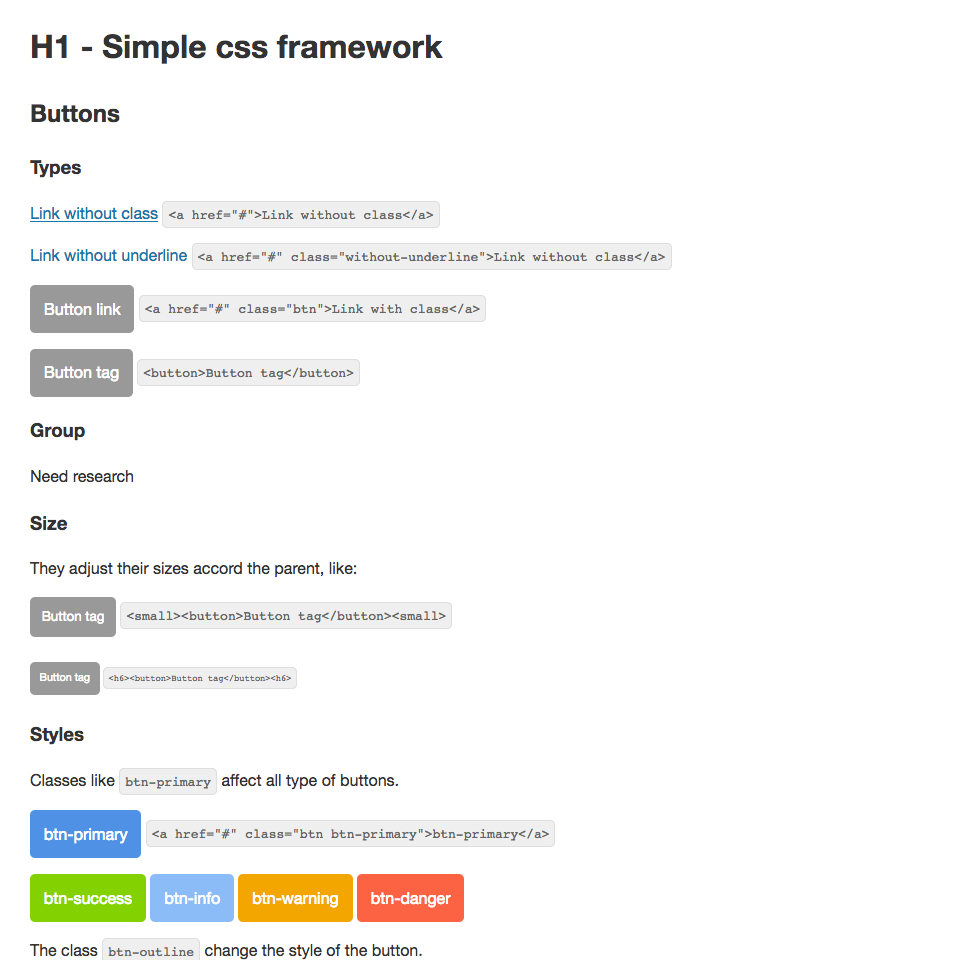 H1 - Simple css framework
Buttons
Types
Link without class <a href="#">Link without class</a>
Link without underline <a href="#" class="without-underline">Link without class</a>
Button link <a href="#" class="btn">Link with class</a>
Button tag <button>Button tag</button>
Group
Need research
Size
They adjust their sizes accord the parent, like:
Button tag <small><button>Button tag</button><small>
Button tag <h6><button>Button tag</button><h6>
Styles
Classes like btn-primary affect all type of buttons.
btn-primary <a href="#" class="btn btn-primary">btn-primary</a>
btn-success btn-info btn-warning btn-danger
The class btn-outline change the style of the button.